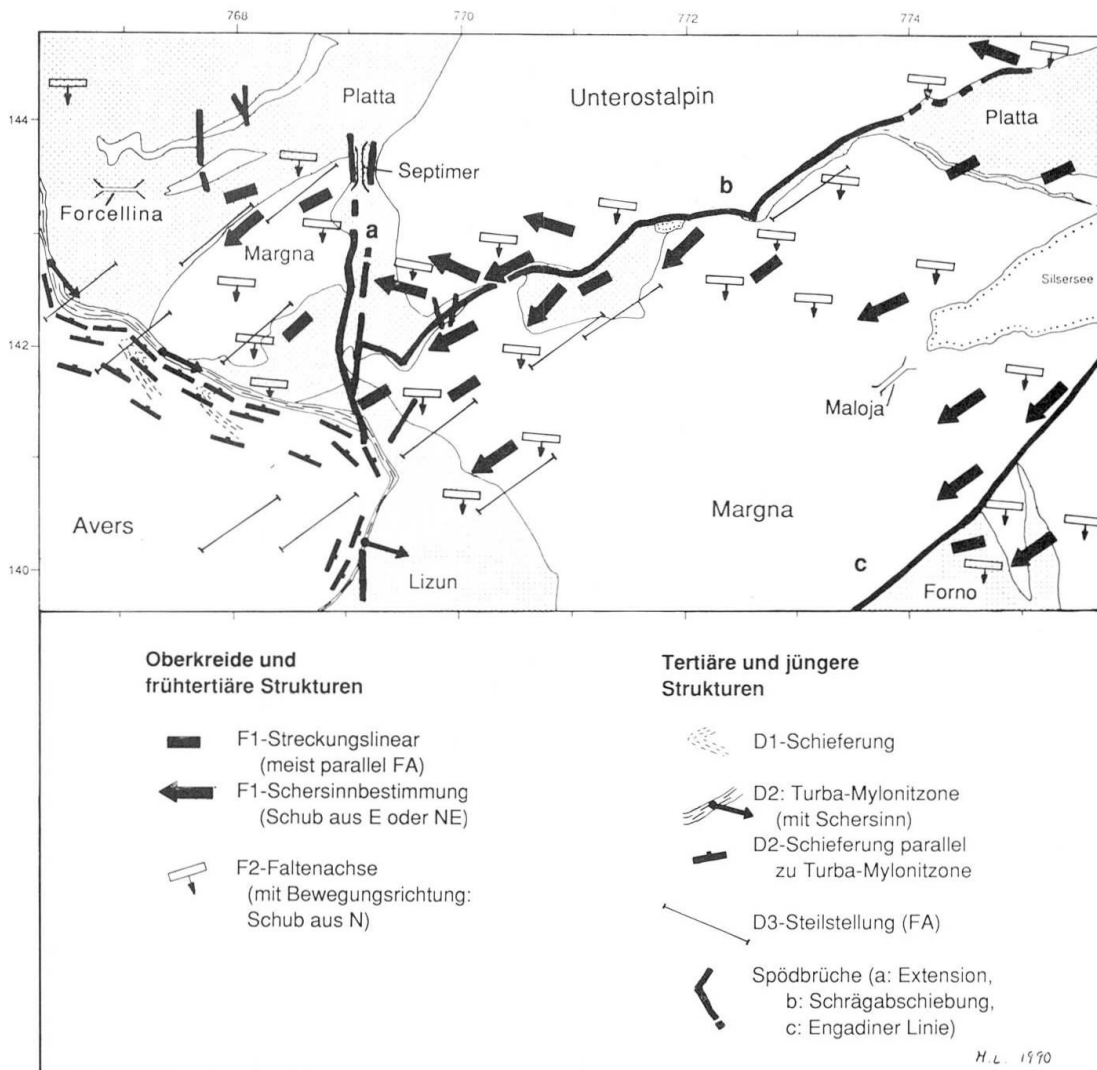 768
770
772
774
144
143
142
141
140
Platta
Unterostalpin
Platta
Septimer
Forcellina
b
a
Margna
Silsersee
Maloja
Avers
Margna
Lizun
c
Forno
Oberkreide und
frühtertiäre Strukturen
F1-Streckungslinear
(meist parallel FA)
F1-Schersinnbestimmung
(Schub aus E oder NE)
F2-Faltenachse
(mit Bewegungsrichtung:
Schub aus N)
Tertiäre und jüngere
Strukturen
D1-Schieferung
D2: Turba-Mylonitzone
(mit Schersinn)
D2-Schieferung parallel
zu Turba-Mylonitzone
D3-Steilstellung (FA)
Spödbrüche (a: Extension,
b: Schrägabschiebung,
c: Engadiner Linie)
H.L. 1990